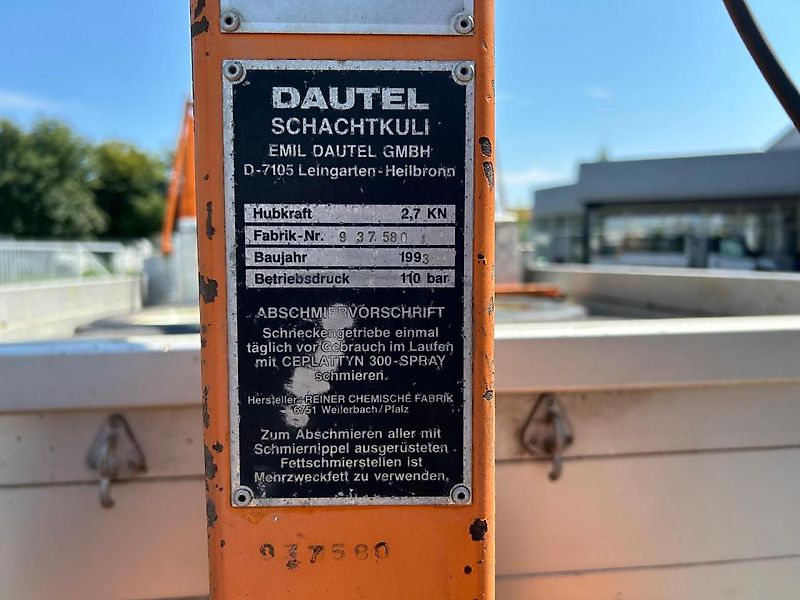 DAUTEL
SCHACHTKULI
EMIL DAUTEL GMBH
D-7105 Leingarten-Heilbronn
Hubkraft 2,7 KN
Fabrik-Nr. 9 37 580
Baujahr 1993
Betriebsdruck 110 bar
ABSCHMIERVORSCHRIFT
Schneckengetriebe einmal
täglich vor Gebrauch im Laufen
mit CEPLATTYN 300-SPRAY
schmieren.
Hersteller: REINER CHEMISCHE FABRIK
6751 Weilerbach/Pfalz
Zum Abschmieren aller mit
Schmiernippel ausgerüsteten
Fettschmierstellen ist
Mehrzweckfett zu verwenden.
937580